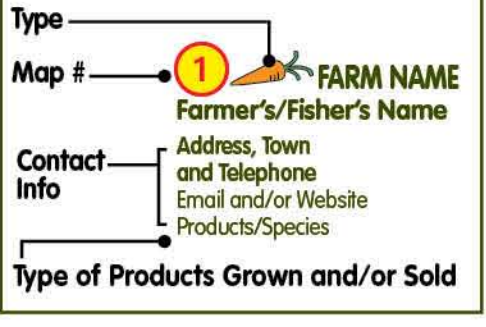 Type
Map #
1
FARM NAME
Farmer's/Fisher's Name
Contact
Info
Address, Town
and Telephone
Email and/or Website
Products/Species
Type of Products Grown and/or Sold